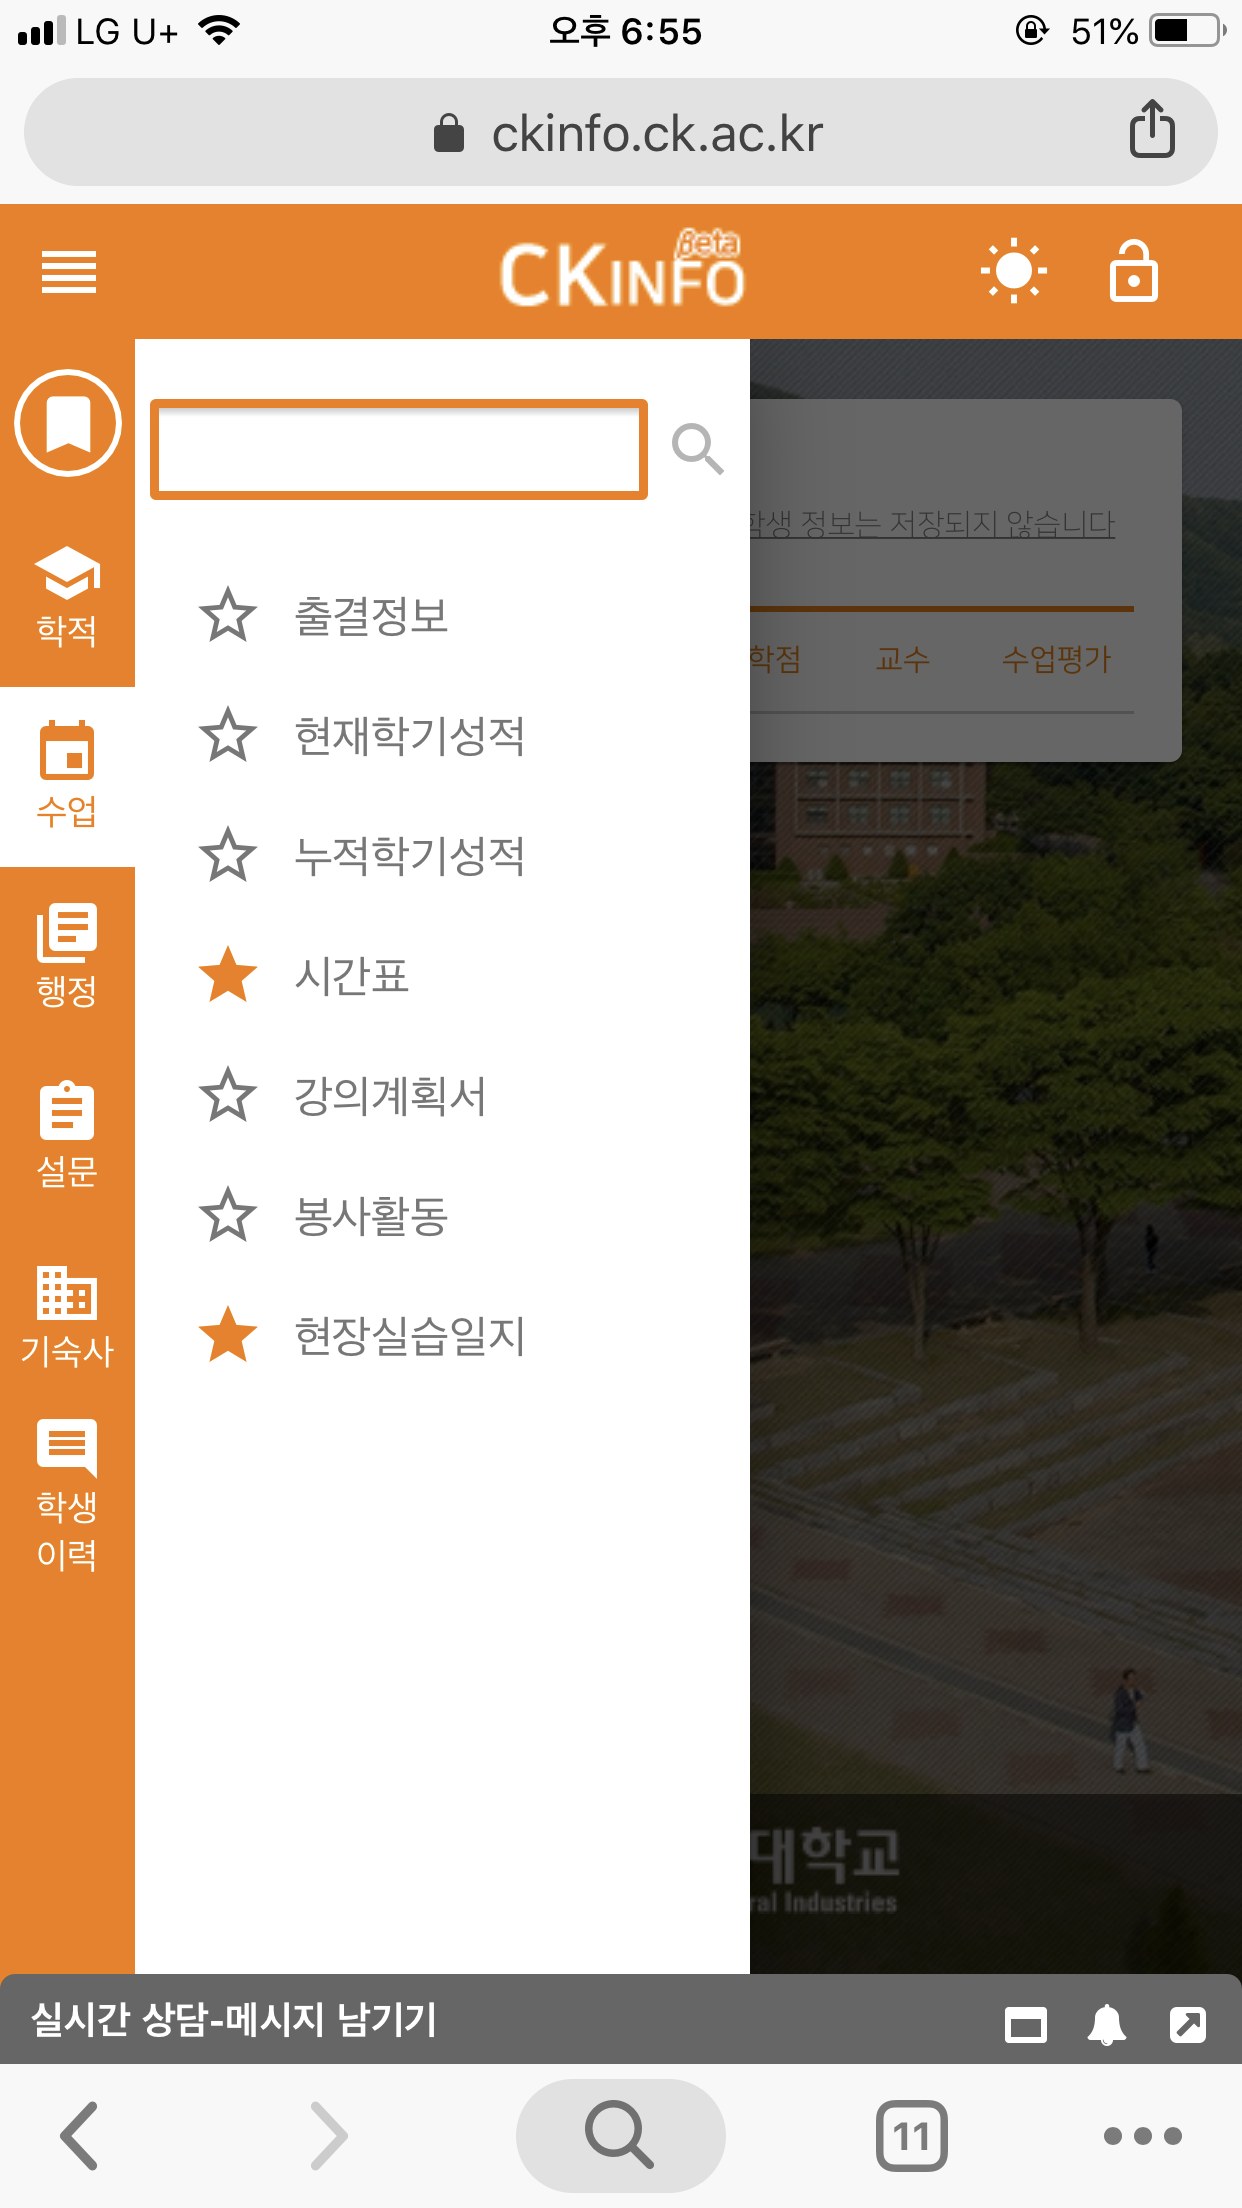 LG U+ 오후 6:55 51%
ckinfo.ck.ac.kr
CKINFO Beta
학적
수업
행정
설문
기숙사
학생
이력
출결정보
현재학기성적
누적학기성적
시간표
강의계획서
봉사활동
현장실습일지
학생 정보는 저장되지 않습니다
학점 교수 수업평가
대학교
ral Industries
실시간 상담-메시지 남기기
11